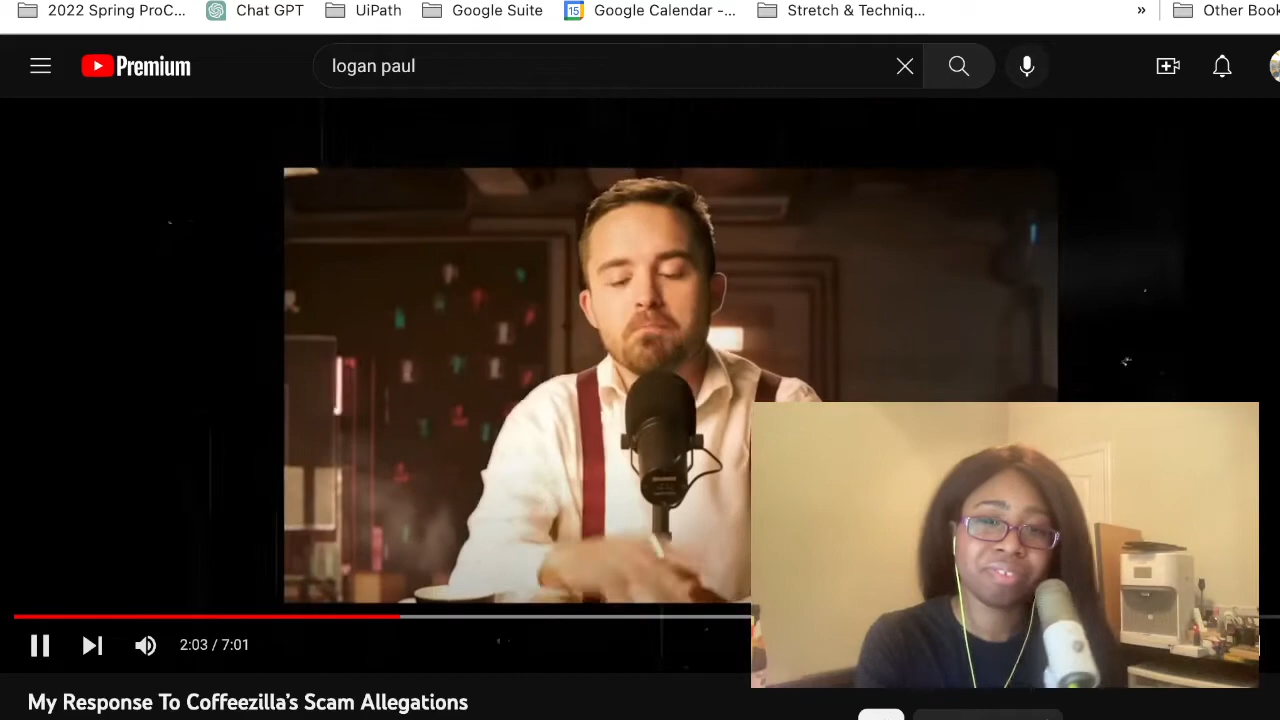 2022 Spring ProC... Chat GPT UiPath Google Suite 15 Google Calendar -... Stretch & Techniq... » Other Book
Premium logan paul
2:03 / 7:01
My Response To Coffeezilla's Scam Allegations